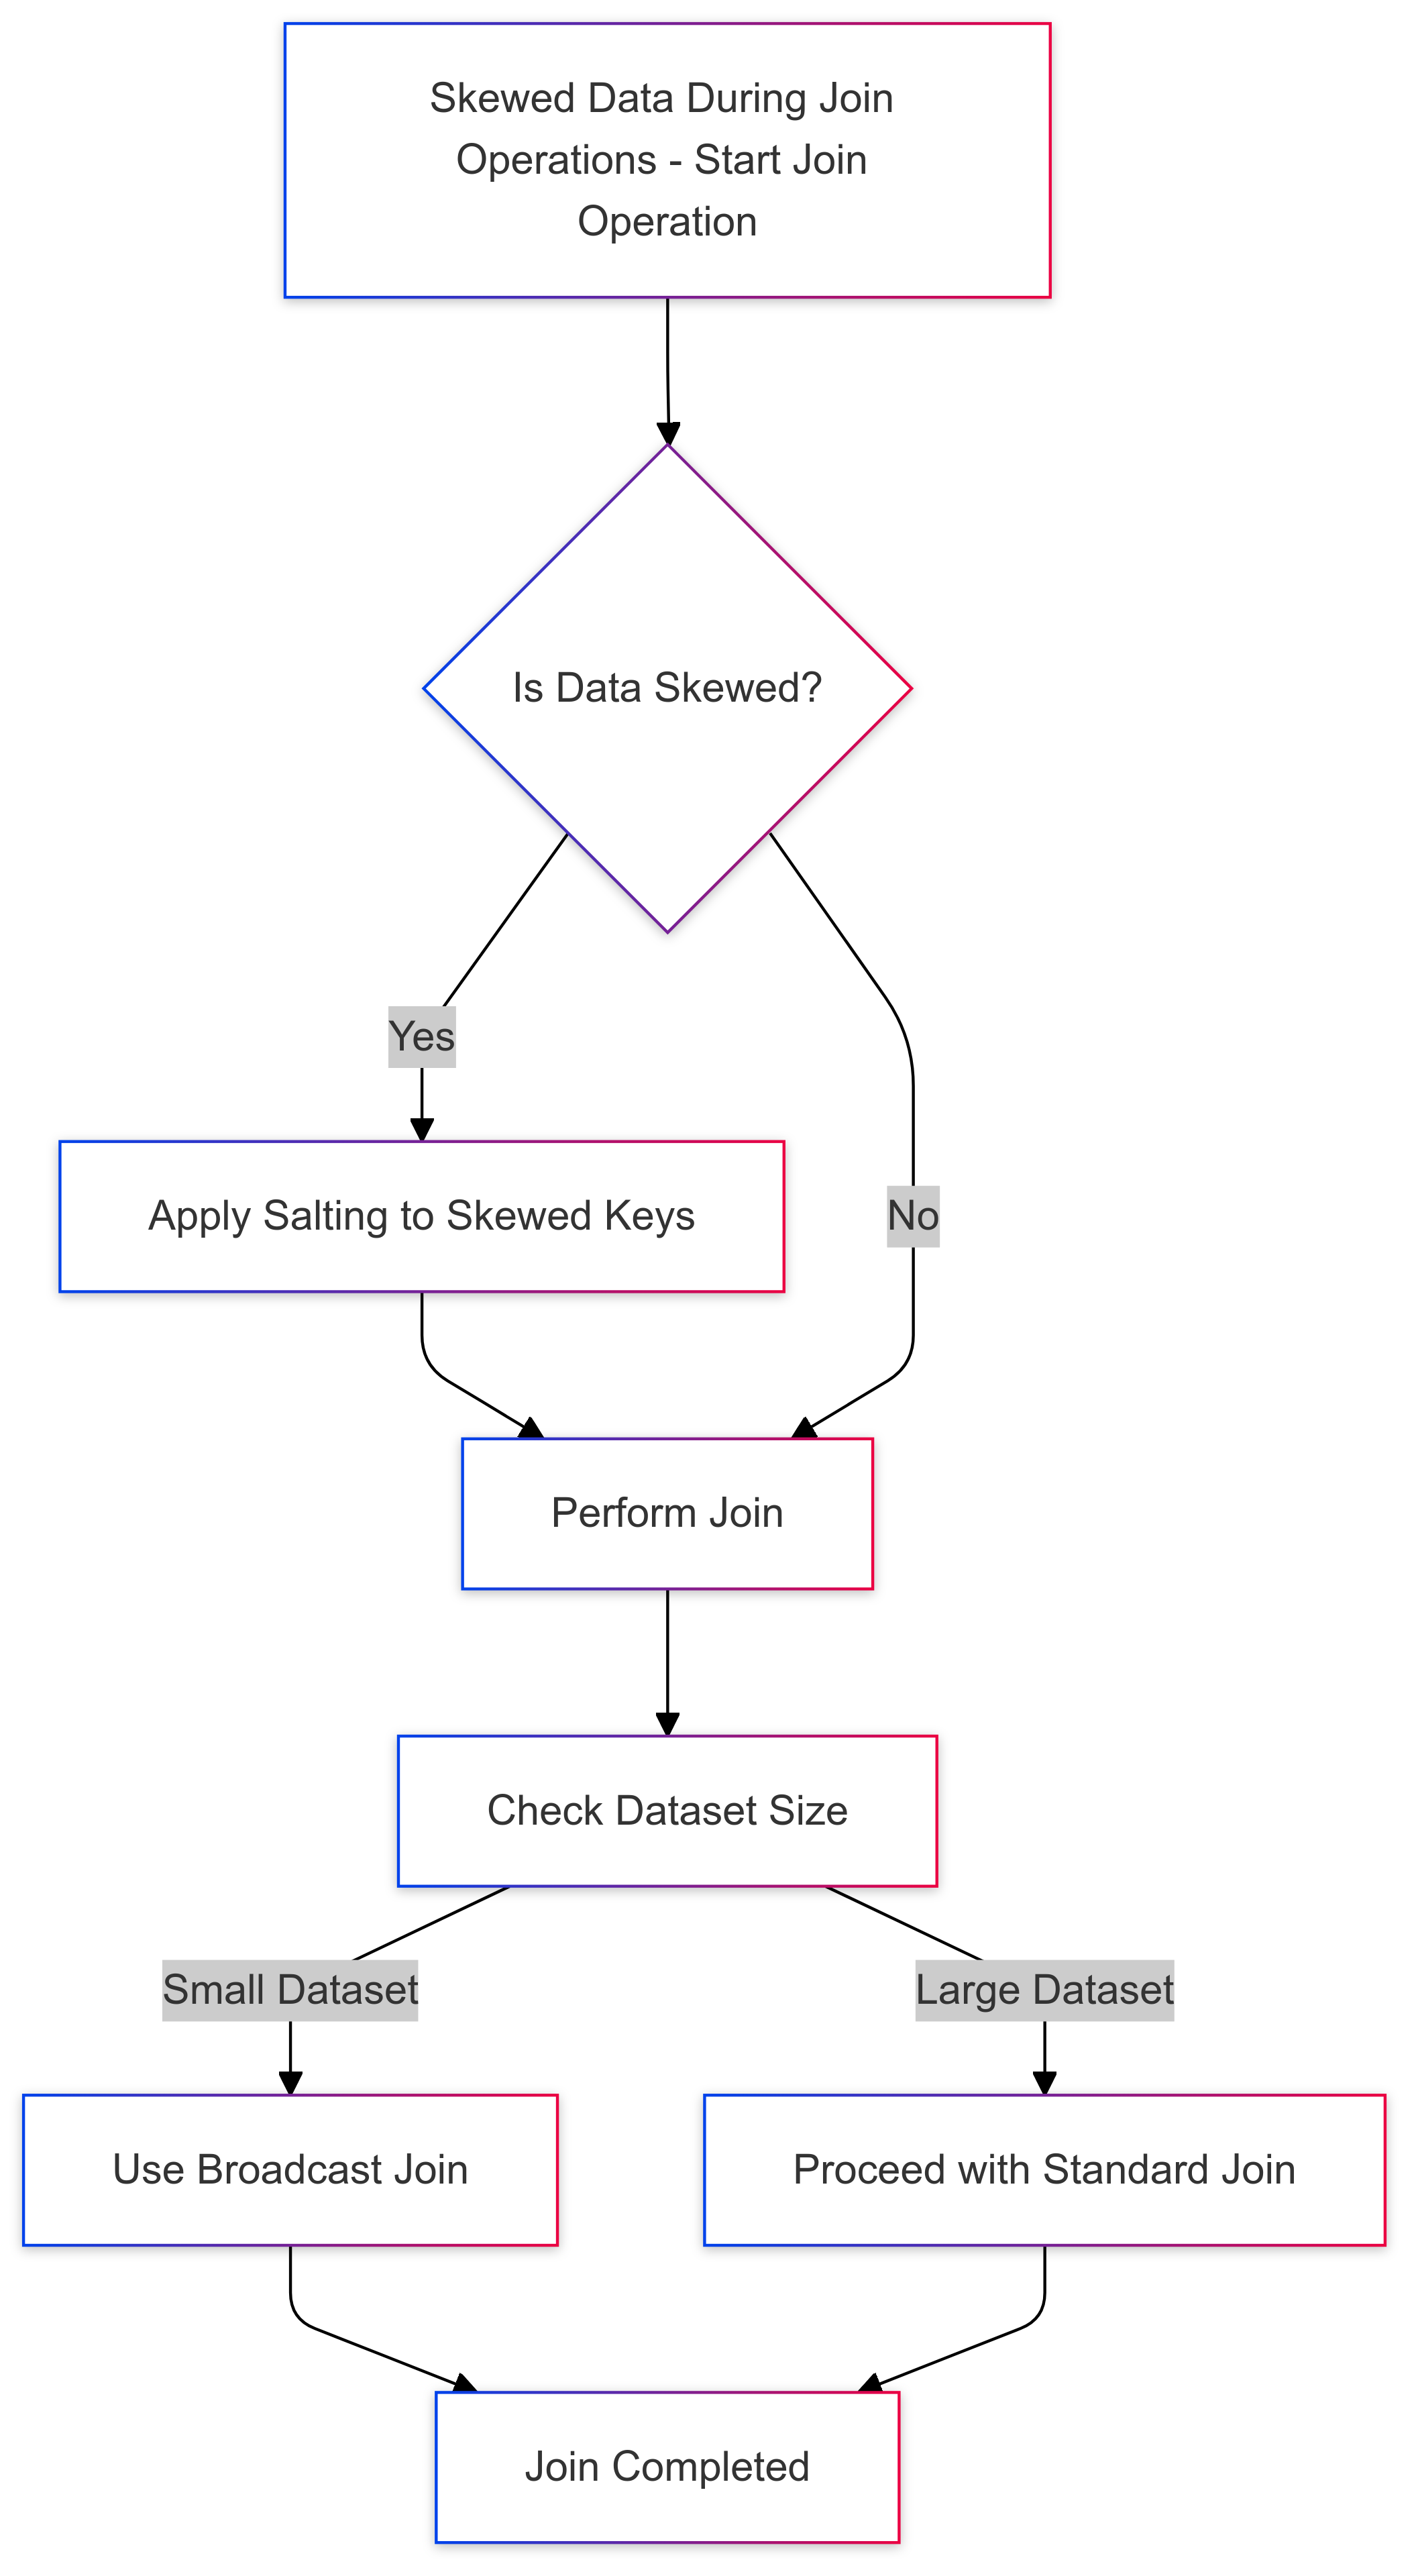 Skewed Data During Join
Operations - Start Join
Operation
Is Data Skewed?
Yes
Apply Salting to Skewed Keys
No
Perform Join
Check Dataset Size
Small Dataset
Large Dataset
Use Broadcast Join
Proceed with Standard Join
Join Completed